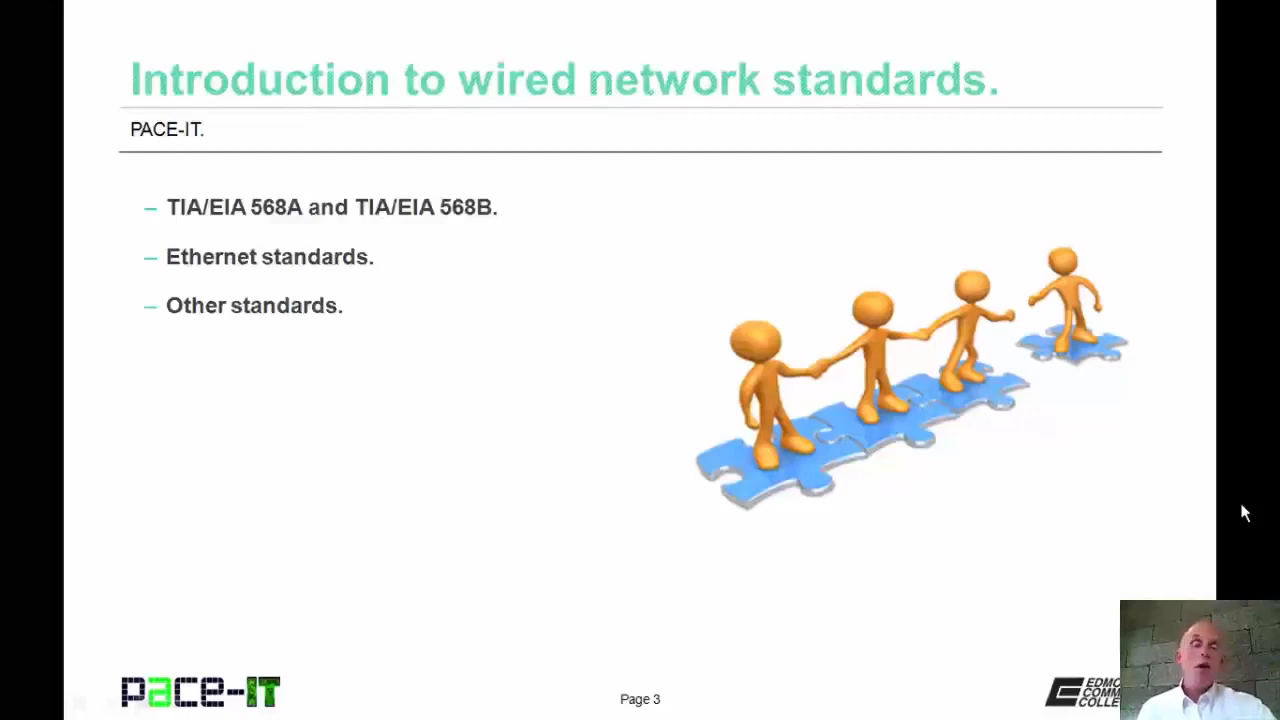 Introduction to wired network standards.
PACE-IT.
– TIA/EIA 568A and TIA/EIA 568B.
– Ethernet standards.
– Other standards.
pace-IT
Page 3